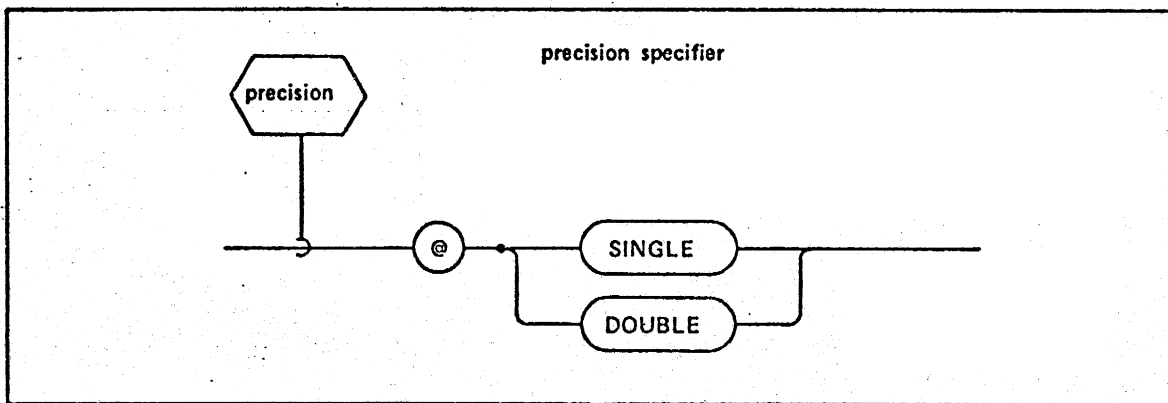 precision specifier
precision
@
SINGLE
DOUBLE